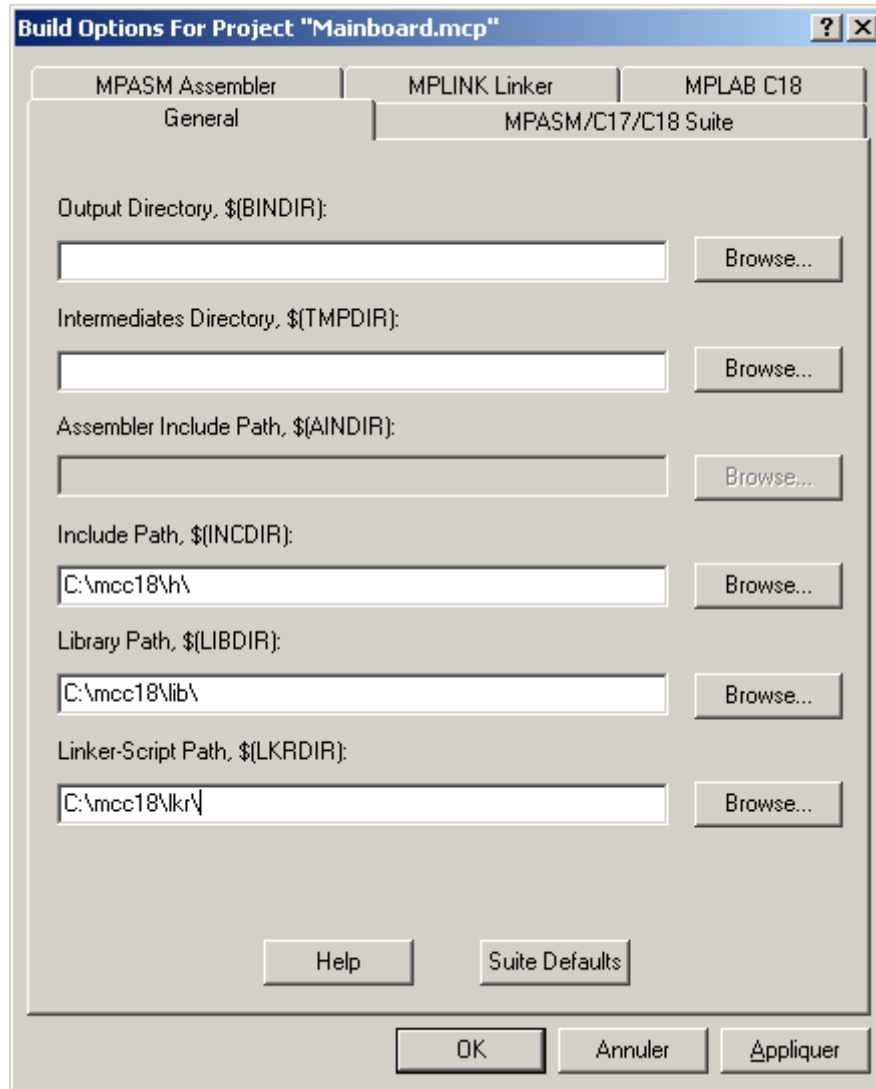 Build Options For Project "Mainboard.mcp"
MPASM Assembler MPLINK Linker MPLAB C18
General MPASM/C17/C18 Suite
Output Directory, $(BINDIR):
Browse...
Intermediates Directory, $(TMPDIR):
Browse...
Assembler Include Path, $(AINDIR):
Browse...
Include Path, $(INCDIR):
C:\mcc18\h\ Browse...
Library Path, $(LIBDIR):
C:\mcc18\lib\ Browse...
Linker-Script Path, $(LKRDIR):
C:\mcc18\lkr\ Browse...
Help Suite Defaults
OK Annuler Appliquer